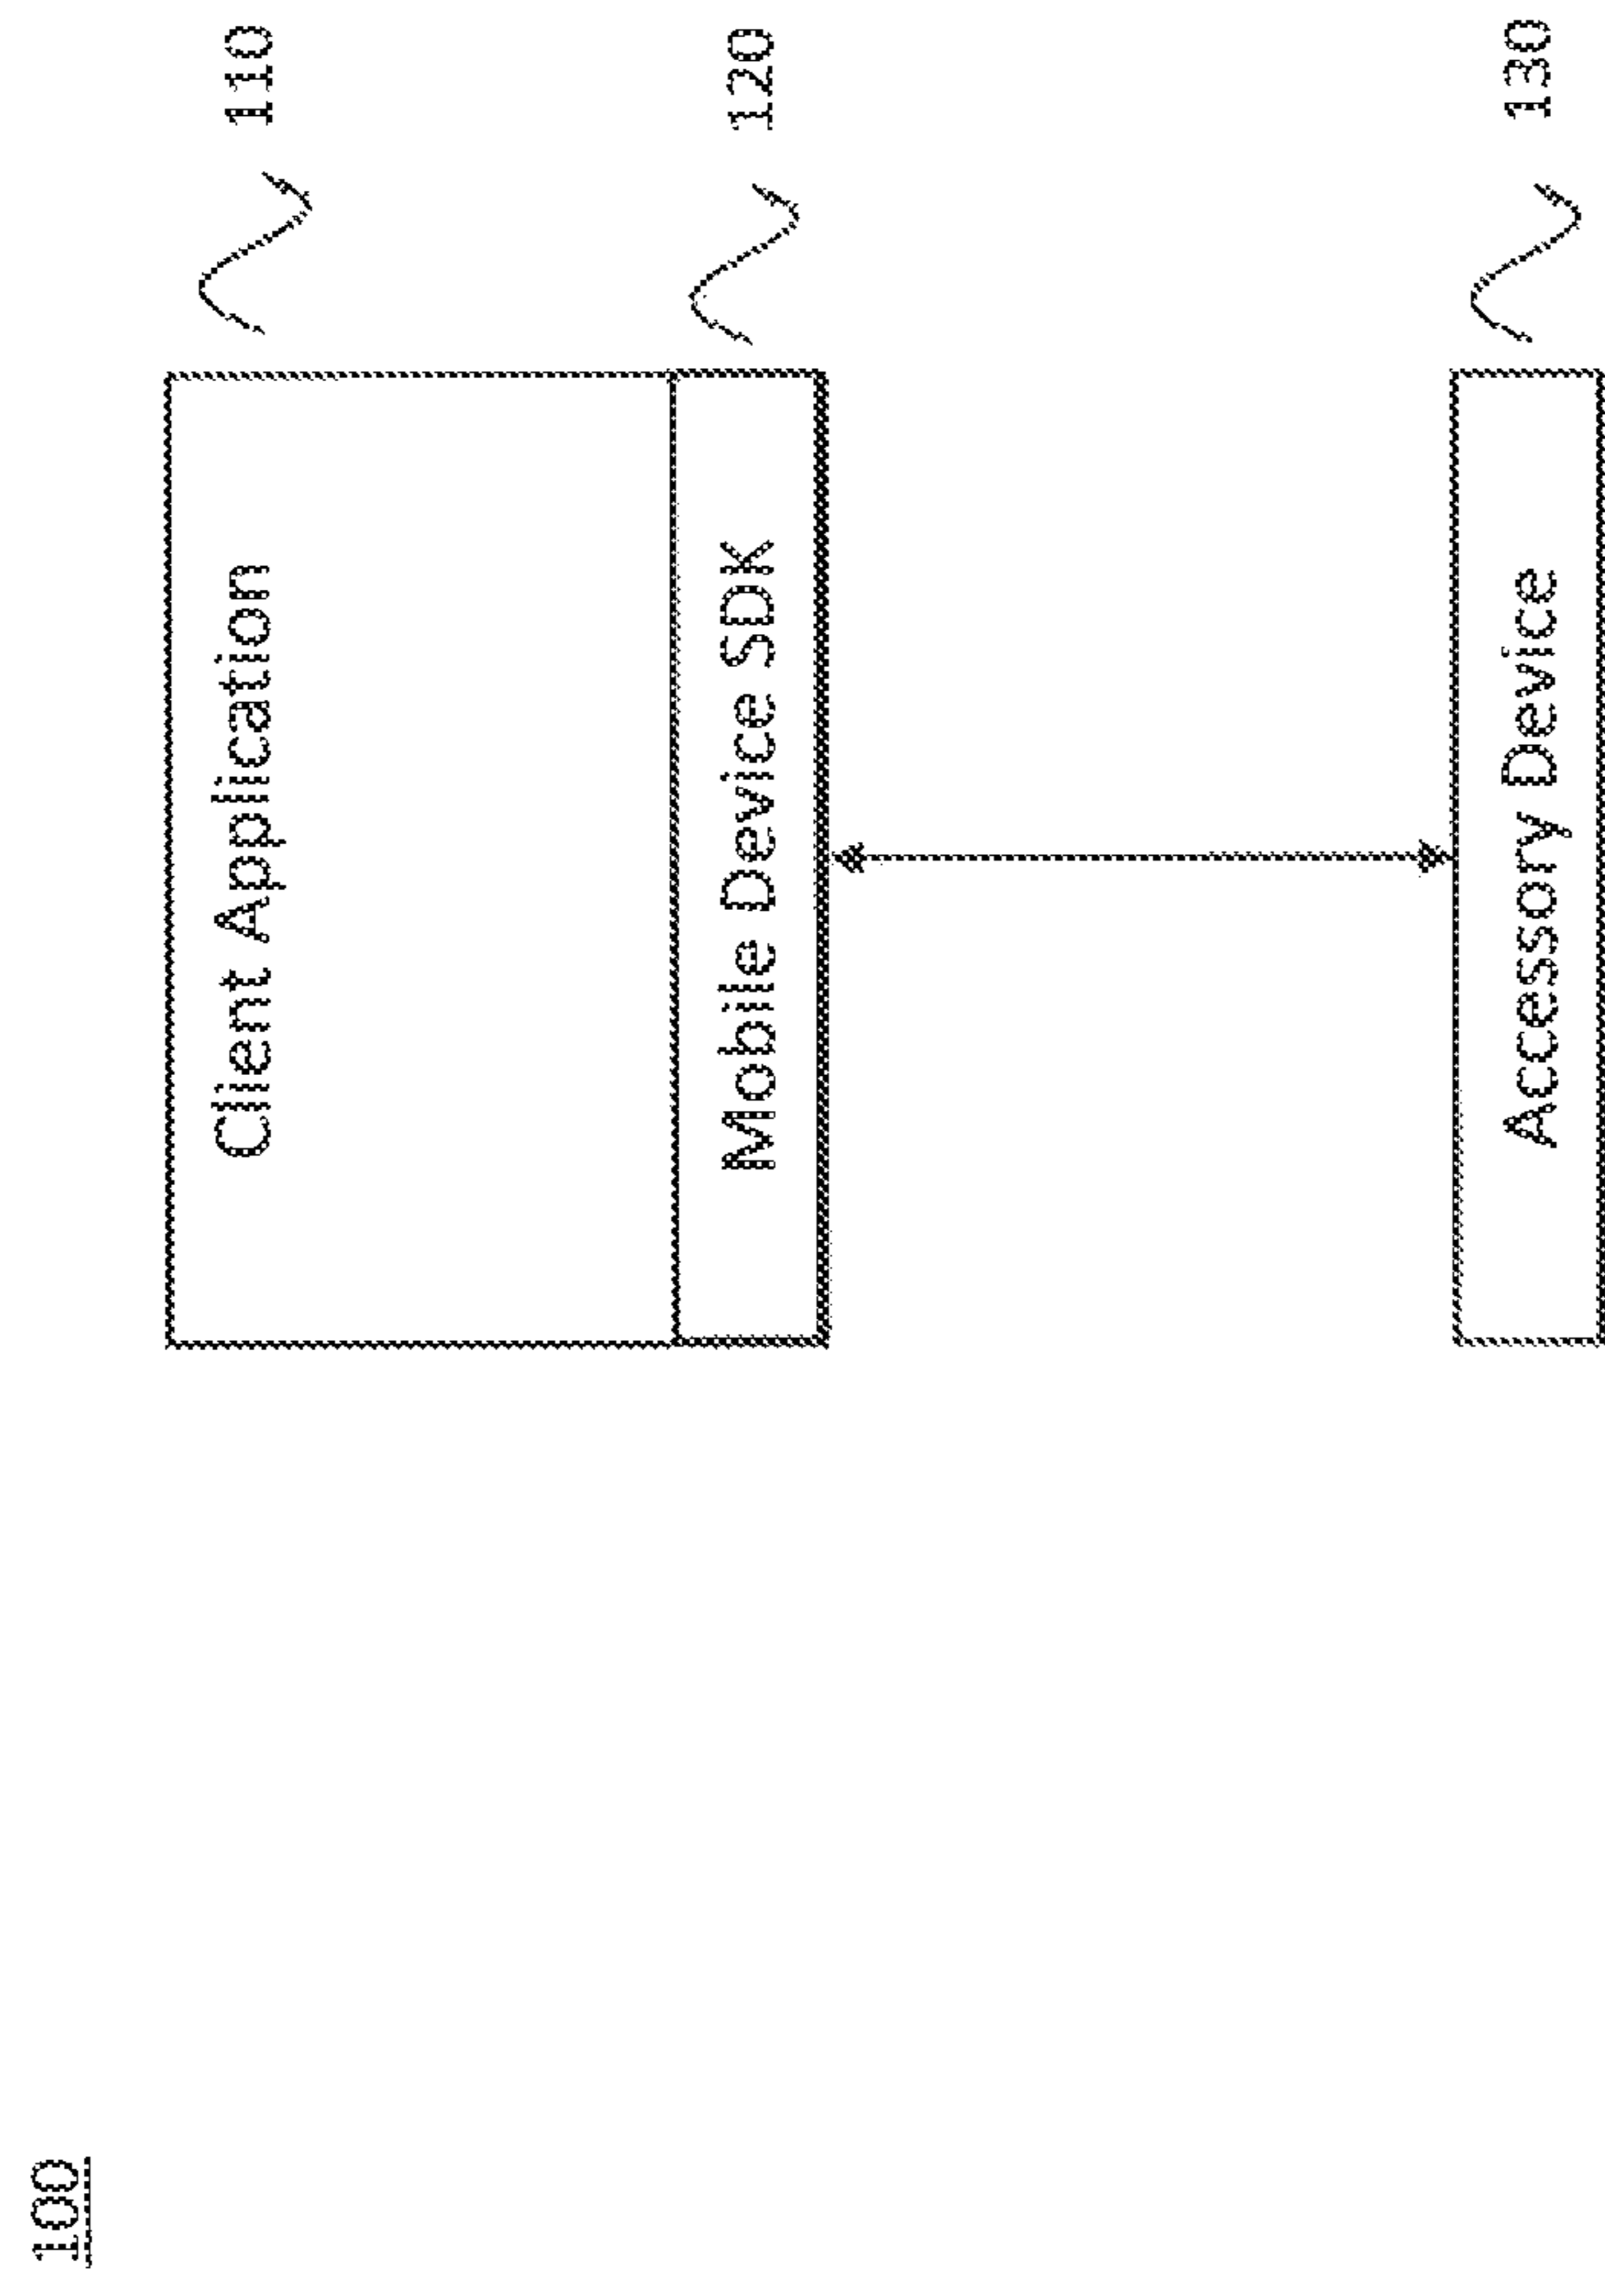 100
Client Application
110
Mobile Device SDK
120
Accessory Device
130